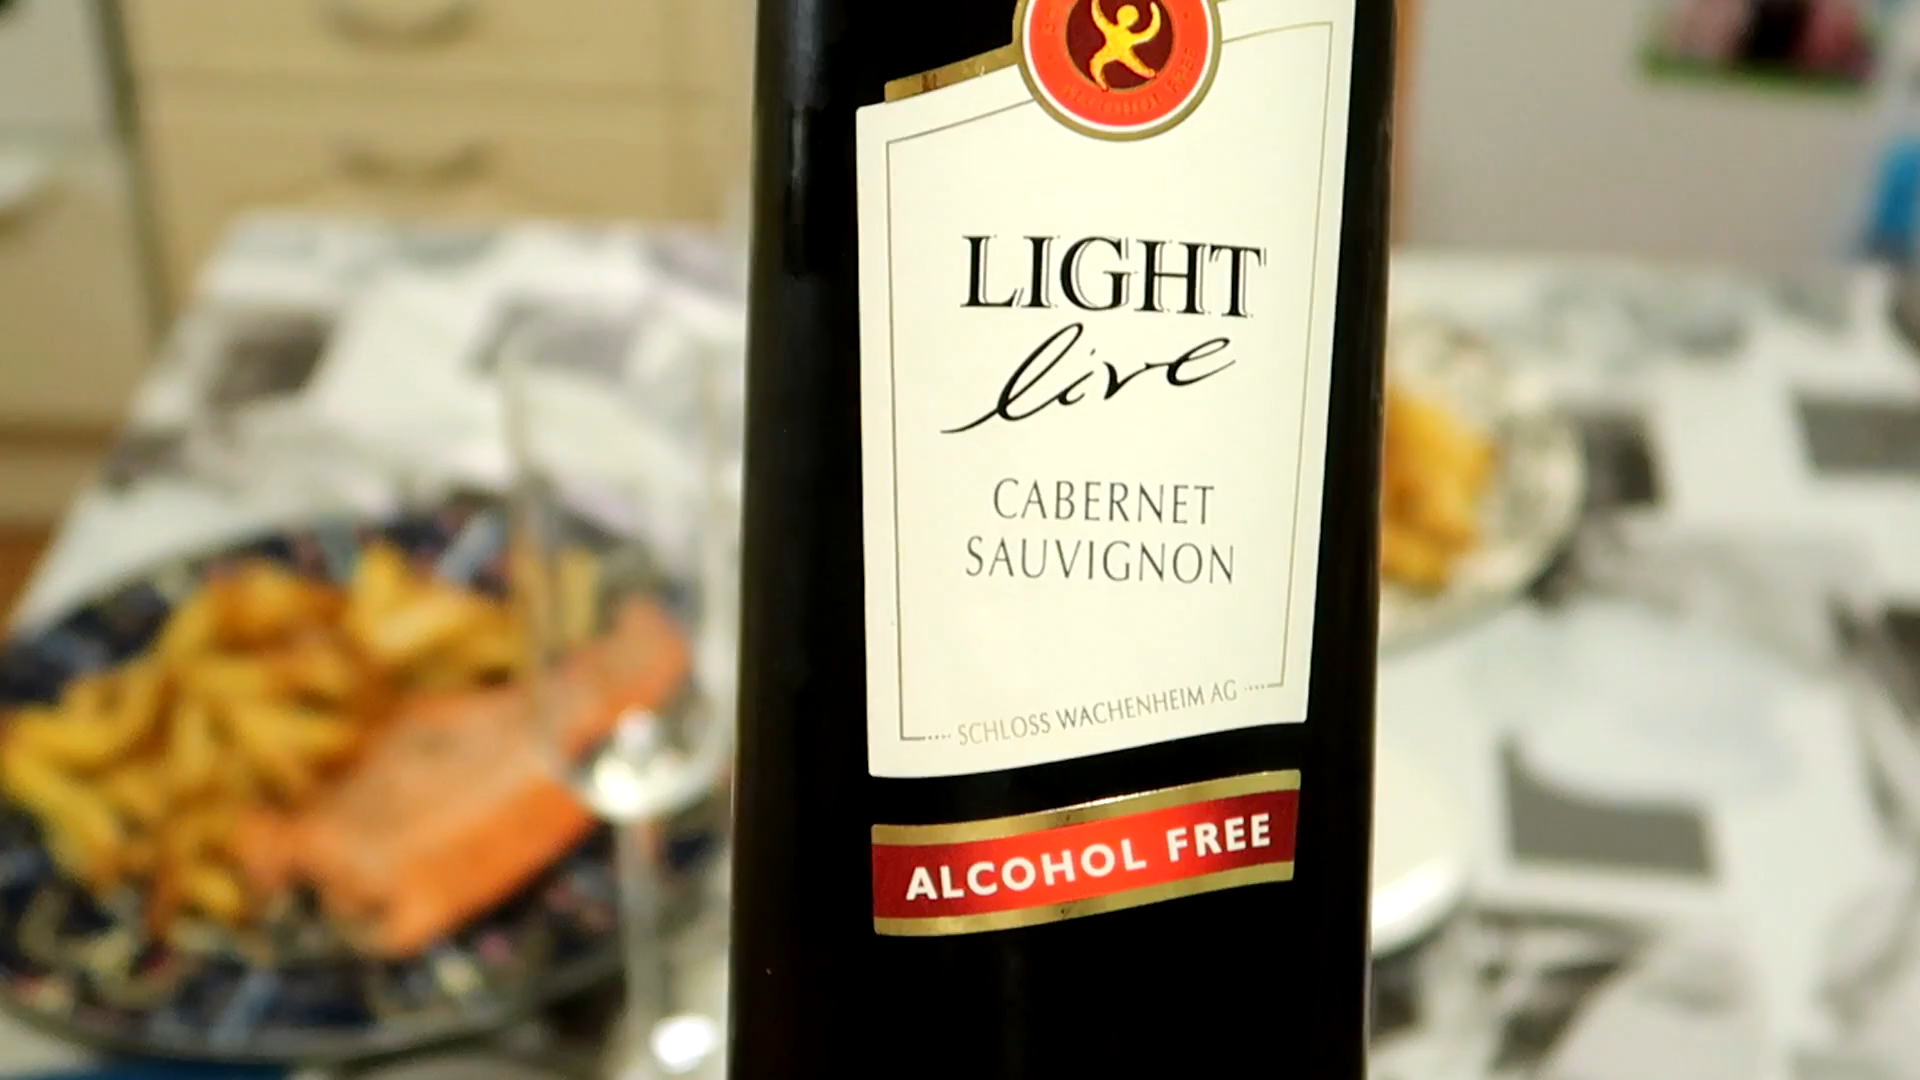 LIGHT
live
CABERNET
SAUVIGNON
SCHLOSS WACHENHEIM AG
ALCOHOL FREE